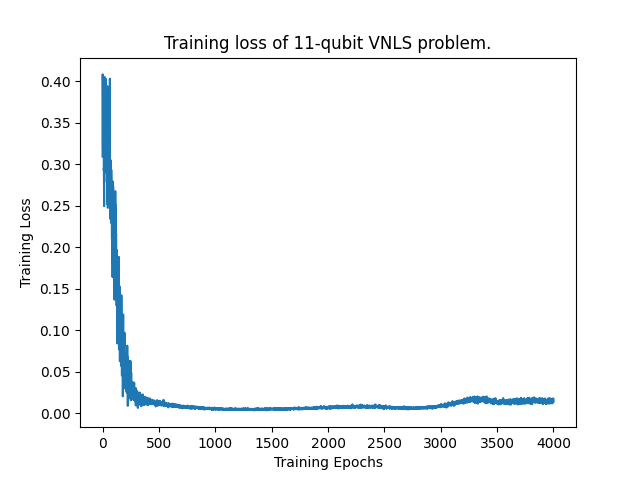 Training loss of 11-qubit VNLS problem.
0.40
0.35
0.30
0.25
0.20
0.15
0.10
0.05
0.00
Training Loss
0 500 1000 1500 2000 2500 3000 3500 4000
Training Epochs